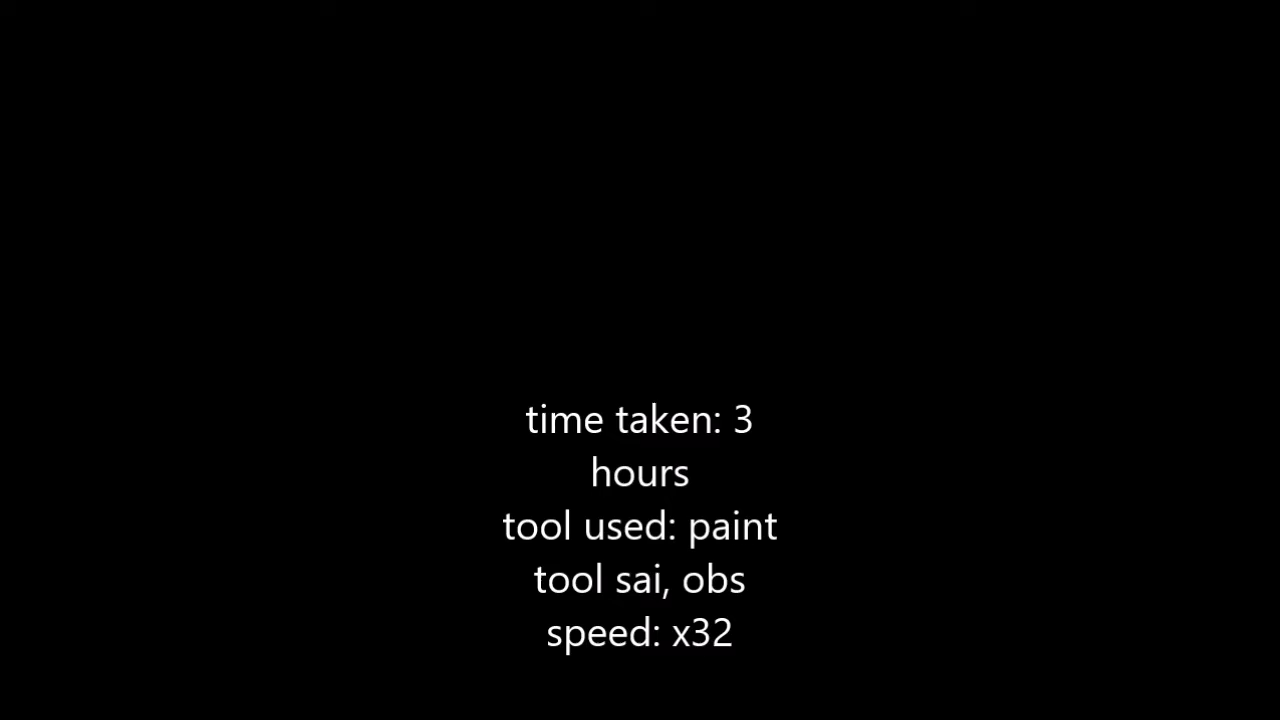 time taken: 3
hours
tool used: paint
tool sai, obs
speed: x32